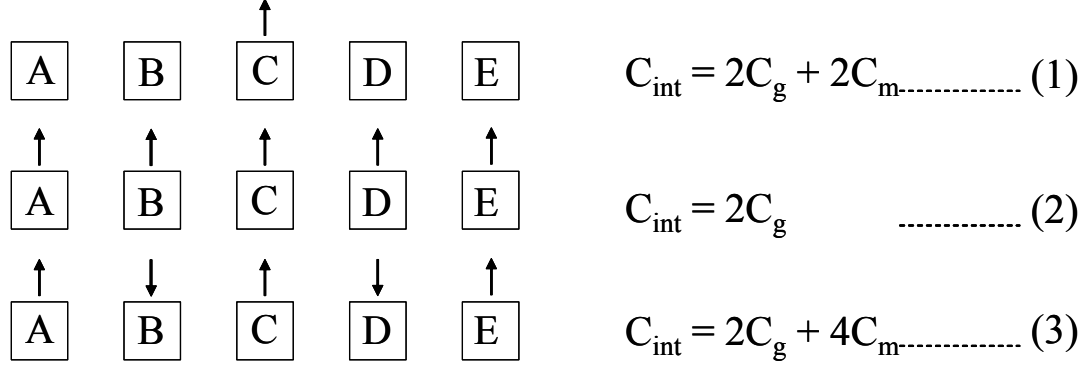 A B C D E C_int = 2C_g + 2C_m.............. (1)
A B C D E C_int = 2C_g .............. (2)
A B C D E C_int = 2C_g + 4C_m.............. (3)